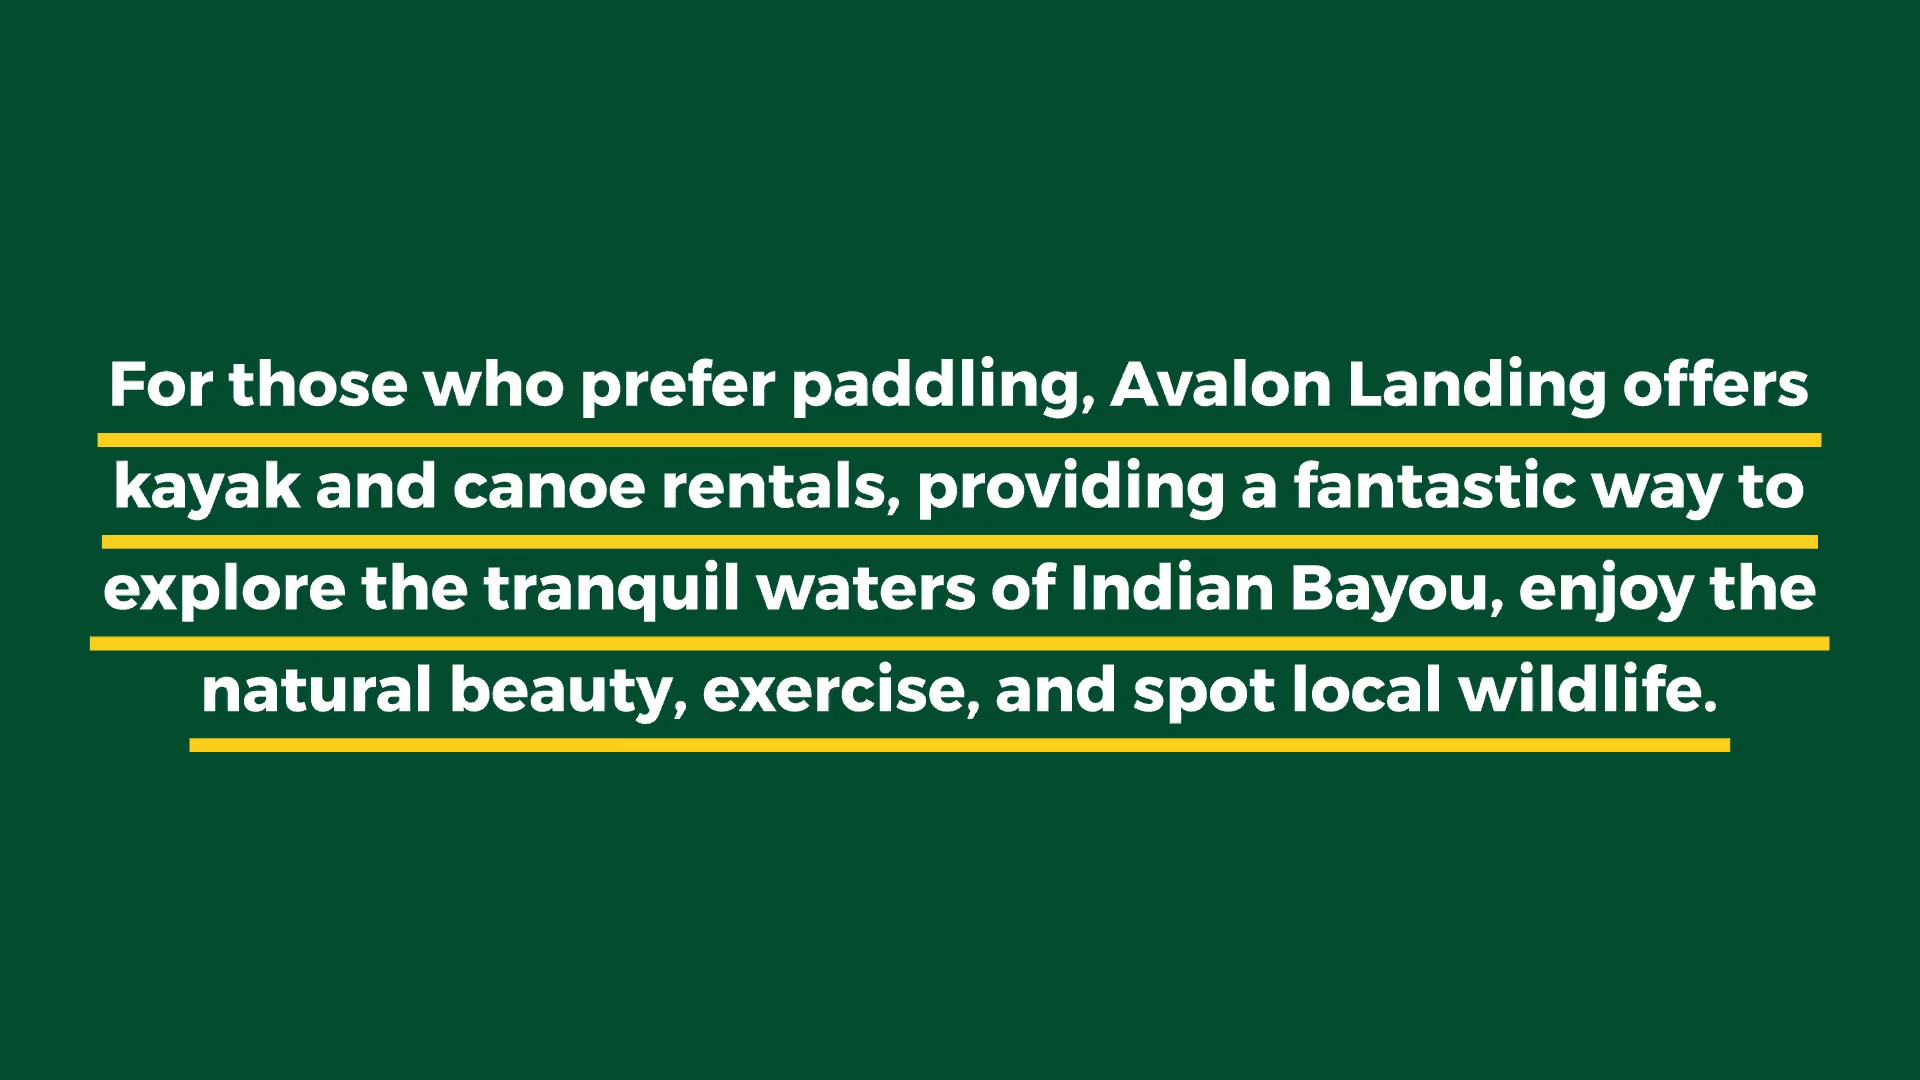 For those who prefer paddling, Avalon Landing offers
kayak and canoe rentals, providing a fantastic way to
explore the tranquil waters of Indian Bayou, enjoy the
natural beauty, exercise, and spot local wildlife.